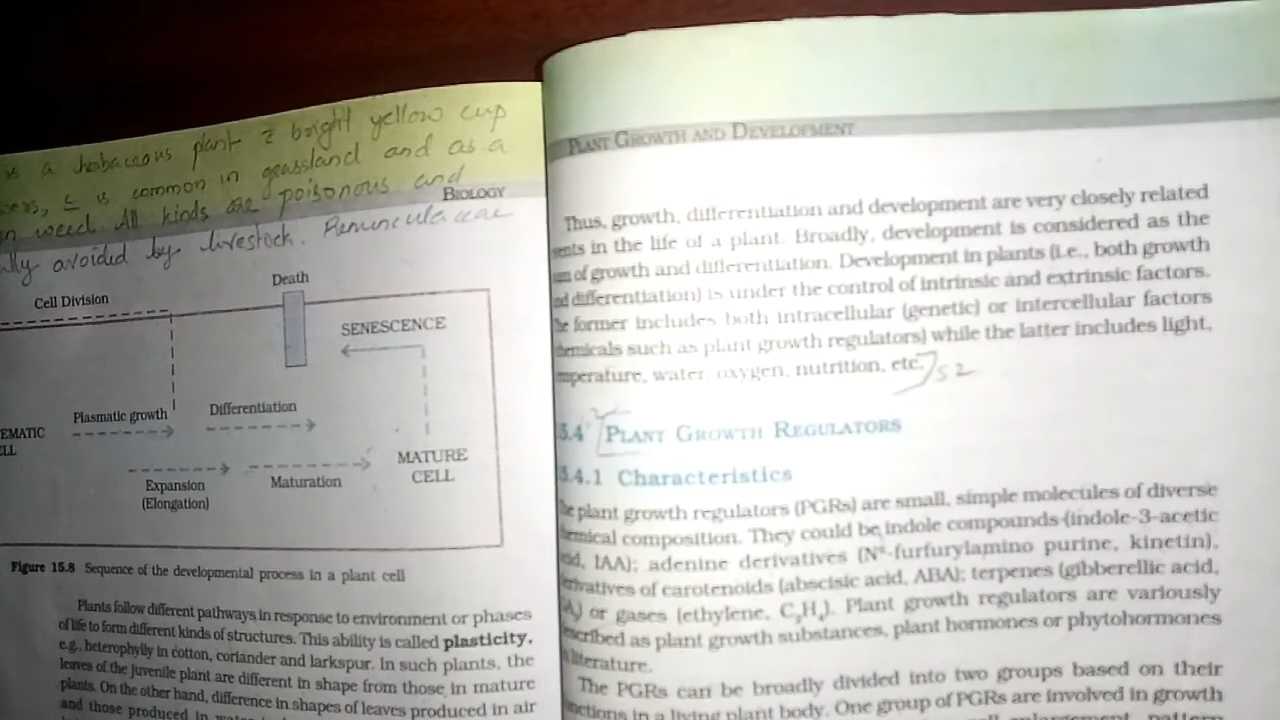 is a herbaceous plant c̄ bright yellow cup
is common in grassland and as a
weed. All kinds are poisonous and
avoided by livestock.
BIOLOGY
Cell Division
Death
SENESCENCE
Plasmatic growth
Differentiation
MATURE
CELL
Expansion
(Elongation)
Maturation
Figure 15.8 Sequence of the developmental process in a plant cell
Plants follow different pathways in response to environment or phases
of life to form different kinds of structures. This ability is called plasticity,
e.g., heterophylly in cotton, coriander and larkspur. In such plants, the
leaves of the juvenile plant are different in shape from those in mature
plants. On the other hand, difference in shapes of leaves produced in air
and those produced in
PLANT GROWTH AND DEVELOPMENT
Thus, growth, differentiation and development are very closely related
in the life of a plant. Broadly, development is considered as the
of growth and differentiation. Development in plants (i.e., both growth
differentiation) is under the control of intrinsic and extrinsic factors.
former includes both intracellular (genetic) or intercellular factors
such as plant growth regulators) while the latter includes light,
water, oxygen, nutrition, etc.
52
5.4 PLANT GROWTH REGULATORS
5.4.1 Characteristics
plant growth regulators (PGRs) are small, simple molecules of diverse
composition. They could be indole compounds (indole-3-acetic
IAA); adenine derivatives (N⁶-furfurylamino purine, kinetin),
of carotenoids (abscisic acid, ABA); terpenes (gibberellic acid,
or gases (ethylene, C₂H₄). Plant growth regulators are variously
as plant growth substances, plant hormones or phytohormones
literature.
The PGRs can be broadly divided into two groups based on their
in a living plant body. One group of PGRs are involved in growth